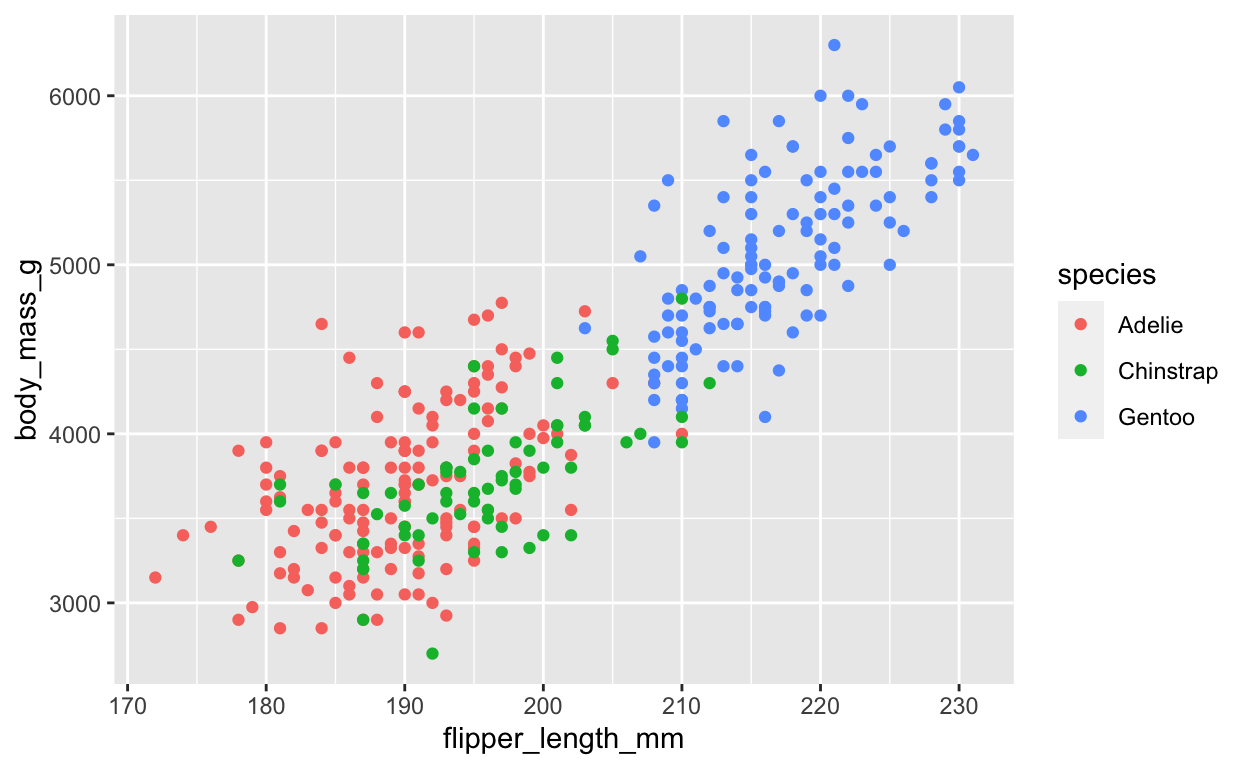 6000
5000
4000
3000
170 180 190 200 210 220 230
flipper_length_mm
body_mass_g
species
Adelie
Chinstrap
Gentoo